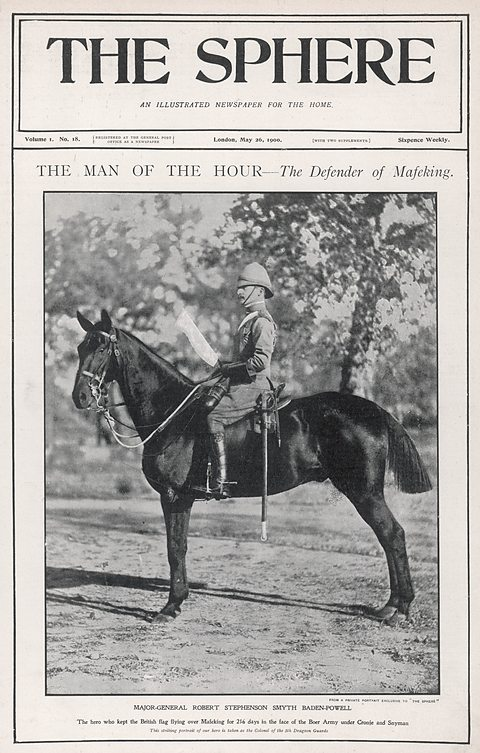 THE SPHERE
AN ILLUSTRATED NEWSPAPER FOR THE HOME.
Volume 1. No. 18. [REGISTERED AT THE GENERAL POST OFFICE AS A NEWSPAPER] London, May 26, 1900. [WITH TWO SUPPLEMENTS.] Sixpence Weekly.
THE MAN OF THE HOUR—The Defender of Mafeking.
FROM A PRIVATE PORTRAIT EXCLUSIVE TO "THE SPHERE"
MAJOR-GENERAL ROBERT STEPHENSON SMYTH BADEN-POWELL
The hero who kept the British flag flying over Mafeking for 216 days in the face of the Boer Army under Cronje and Snyman
This striking portrait of our hero is taken as the Colonel of the 5th Dragoon Guards